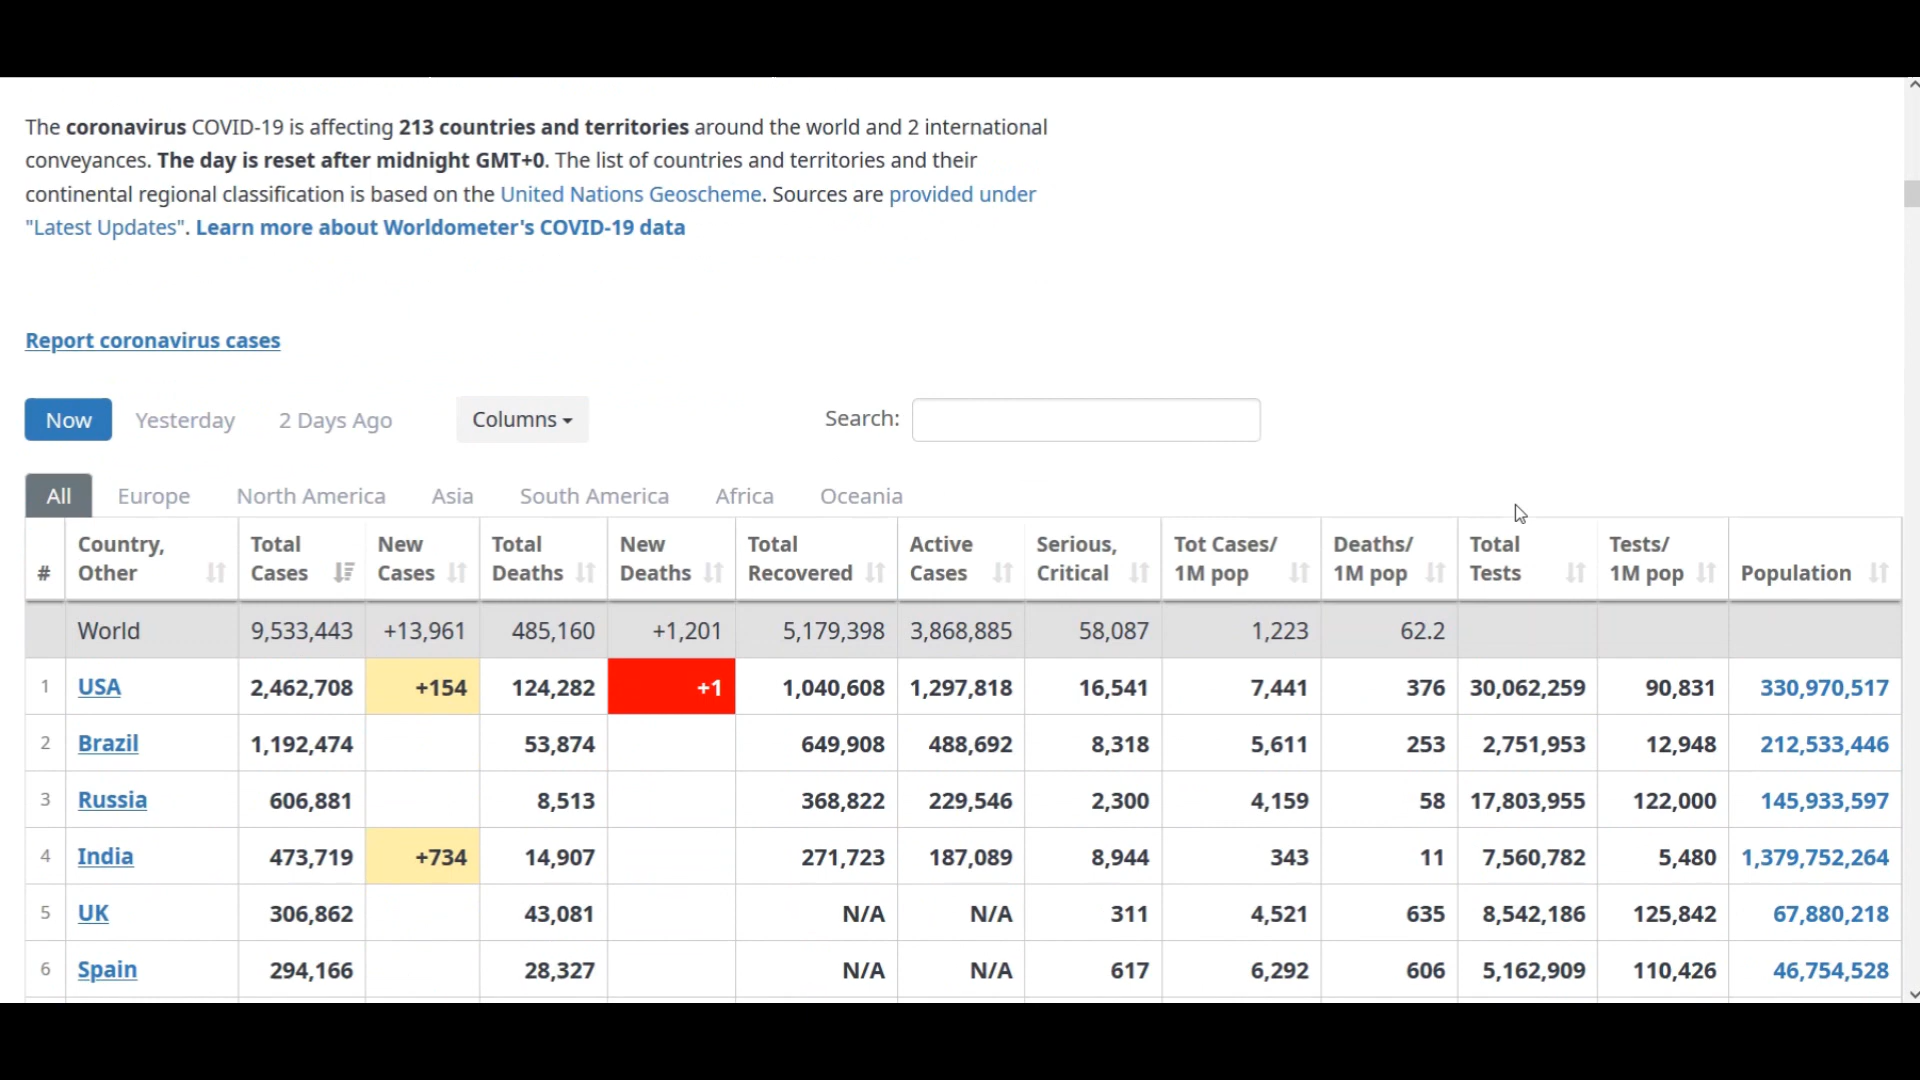 The coronavirus COVID-19 is affecting 213 countries and territories around the world and 2 international
conveyances. The day is reset after midnight GMT+0. The list of countries and territories and their
continental regional classification is based on the United Nations Geoscheme. Sources are provided under
"Latest Updates". Learn more about Worldometer's COVID-19 data
Report coronavirus cases
Now Yesterday 2 Days Ago Columns Search:
All Europe North America Asia South America Africa Oceania
Country, Total New Total New Total Active Serious, Tot Cases/ Deaths/ Total Tests/
# Other Cases Cases Deaths Deaths Recovered Cases Critical 1M pop 1M pop Tests 1M pop Population
World 9,533,443 +13,961 485,160 +1,201 5,179,398 3,868,885 58,087 1,223 62.2
1 USA 2,462,708 +154 124,282 +1 1,040,608 1,297,818 16,541 7,441 376 30,062,259 90,831 330,970,517
2 Brazil 1,192,474 53,874 649,908 488,692 8,318 5,611 253 2,751,953 12,948 212,533,446
3 Russia 606,881 8,513 368,822 229,546 2,300 4,159 58 17,803,955 122,000 145,933,597
4 India 473,719 +734 14,907 271,723 187,089 8,944 343 11 7,560,782 5,480 1,379,752,264
5 UK 306,862 43,081 N/A N/A 311 4,521 635 8,542,186 125,842 67,880,218
6 Spain 294,166 28,327 N/A N/A 617 6,292 606 5,162,909 110,426 46,754,528